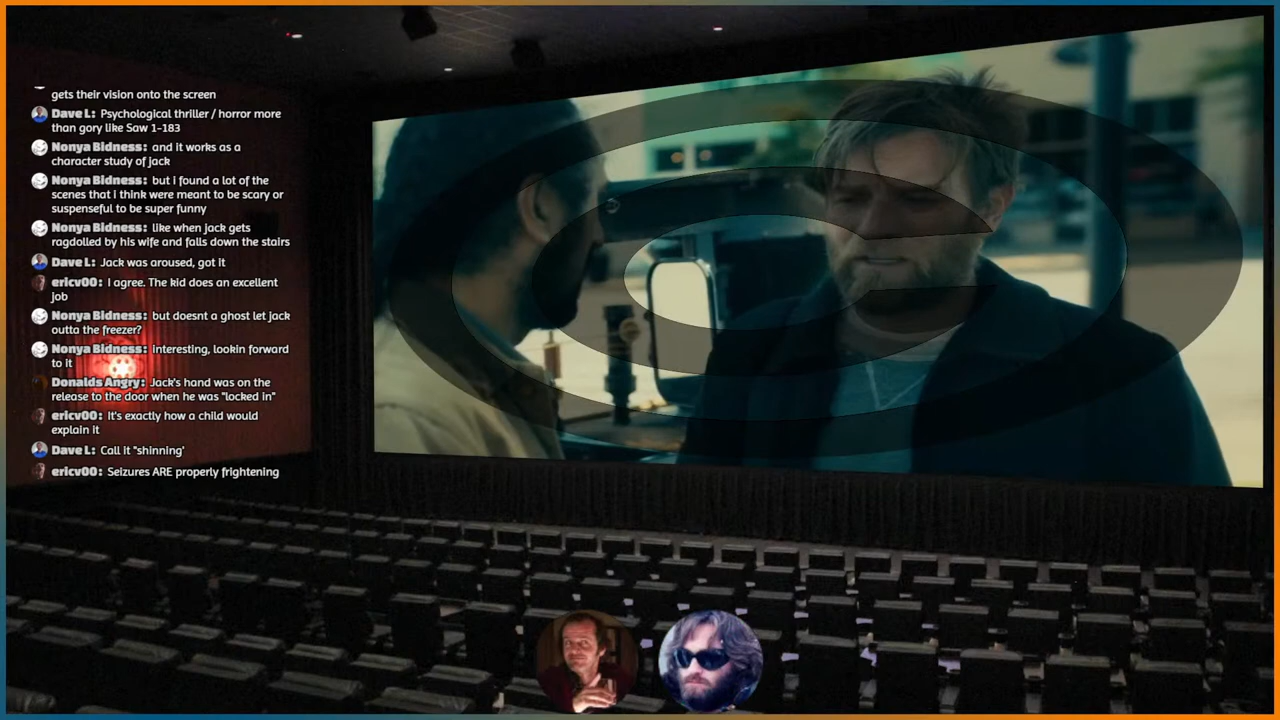 gets their vision onto the screen
Dave L: Psychological thriller / horror more
than gory like Saw 1-183
Nonya Bidness: and it works as a
character study of jack
Nonya Bidness: but i found a lot of the
scenes that i think were meant to be scary or
suspenseful to be super funny
Nonya Bidness: like when jack gets
ragdolled by his wife and falls down the stairs
Dave L: Jack was aroused, got it
ericv00: I agree. The kid does an excellent
job
Nonya Bidness: but doesnt a ghost let jack
outta the freezer?
Nonya Bidness: interesting, lookin forward
to it
Donalds Angry: Jack's hand was on the
release to the door when he was "locked in"
ericv00: It's exactly how a child would
explain it
Dave L: Call it "shinning'
ericv00: Seizures ARE properly frightening